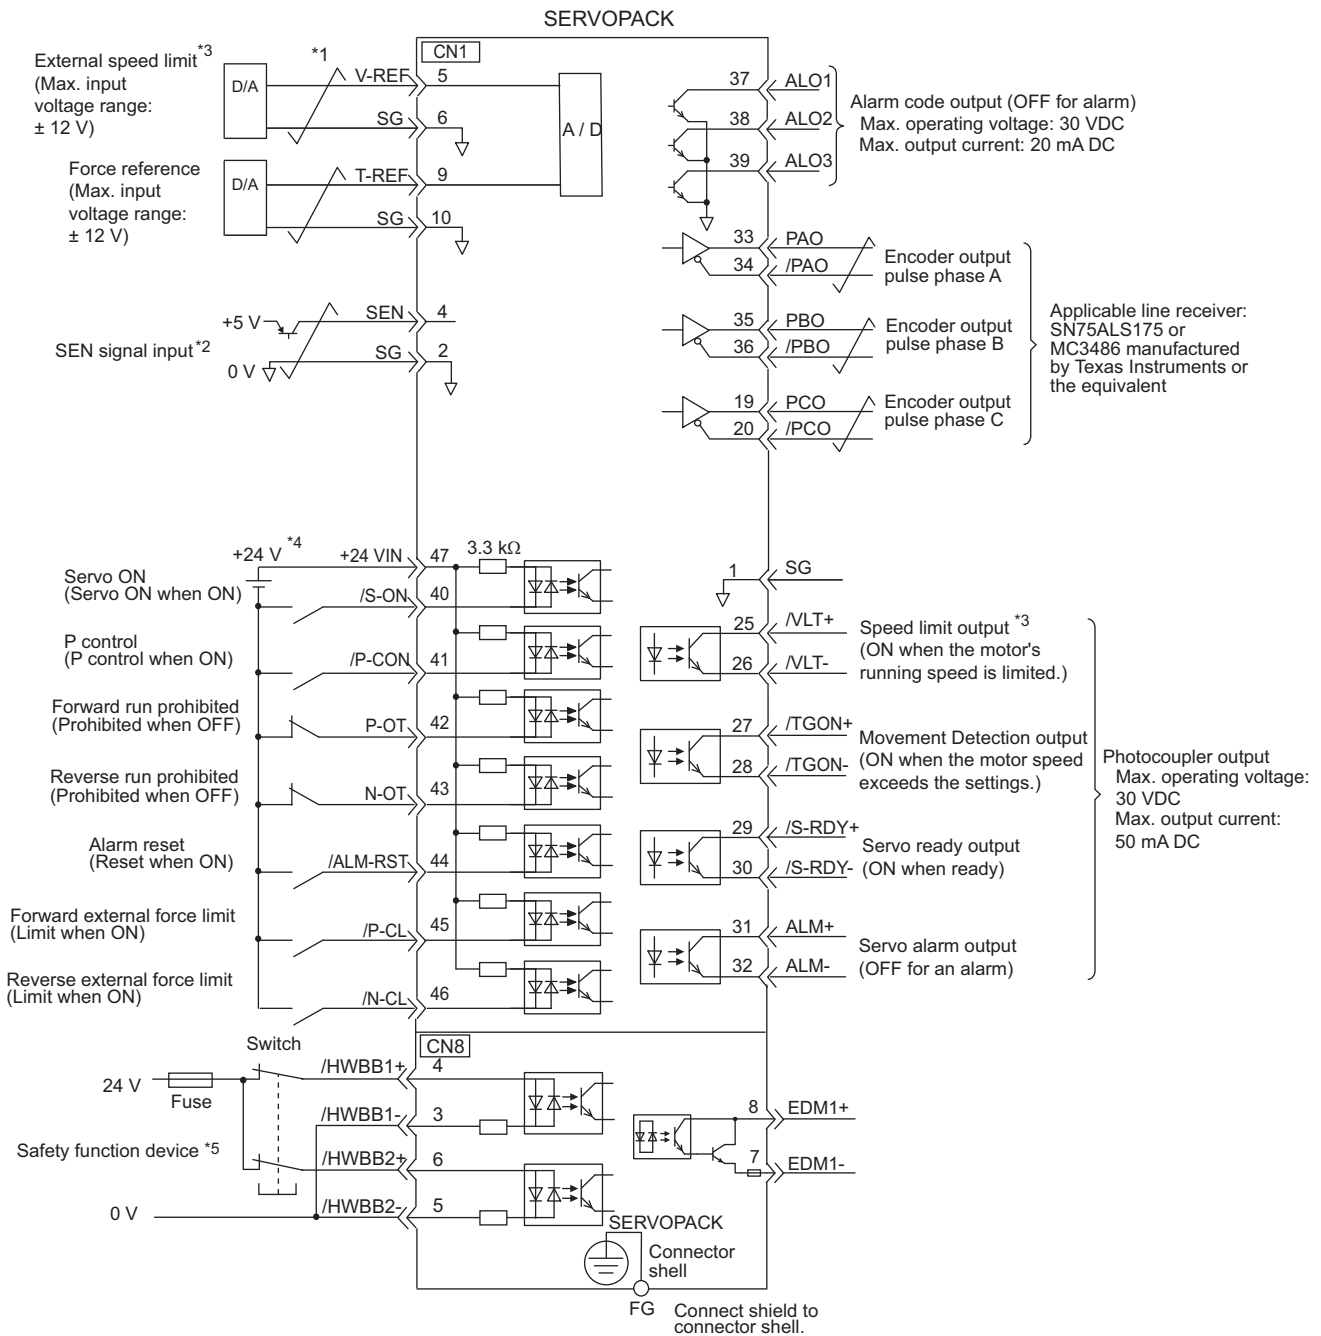 SERVOPACK
CN1
External speed limit*3
(Max. input
voltage range:
± 12 V)
D/A
*1
V-REF
5
SG
6
A / D
Force reference
(Max. input
voltage range:
± 12 V)
D/A
T-REF
9
SG
10
+5 V
SEN
4
SEN signal input*2
SG
2
0 V
37
ALO1
38
ALO2
39
ALO3
Alarm code output (OFF for alarm)
Max. operating voltage: 30 VDC
Max. output current: 20 mA DC
33
PAO
34
/PAO
Encoder output
pulse phase A
35
PBO
36
/PBO
Encoder output
pulse phase B
19
PCO
20
/PCO
Encoder output
pulse phase C
Applicable line receiver:
SN75ALS175 or
MC3486 manufactured
by Texas Instruments or
the equivalent
+24 V *4
+24 VIN
47
3.3 kΩ
Servo ON
(Servo ON when ON)
/S-ON
40
P control
(P control when ON)
/P-CON
41
Forward run prohibited
(Prohibited when OFF)
P-OT
42
Reverse run prohibited
(Prohibited when OFF)
N-OT
43
Alarm reset
(Reset when ON)
/ALM-RST
44
Forward external force limit
(Limit when ON)
/P-CL
45
Reverse external force limit
(Limit when ON)
/N-CL
46
1
SG
25
/VLT+
26
/VLT-
Speed limit output *3
(ON when the motor's
running speed is limited.)
27
/TGON+
28
/TGON-
Movement Detection output
(ON when the motor speed
exceeds the settings.)
29
/S-RDY+
30
/S-RDY-
Servo ready output
(ON when ready)
31
ALM+
32
ALM-
Servo alarm output
(OFF for an alarm)
Photocoupler output
Max. operating voltage:
30 VDC
Max. output current:
50 mA DC
CN8
Switch
24 V
Fuse
/HWBB1+
4
/HWBB1-
3
Safety function device *5
/HWBB2+
6
0 V
/HWBB2-
5
8
EDM1+
7
EDM1-
SERVOPACK
Connector
shell
FG
Connect shield to
connector shell.